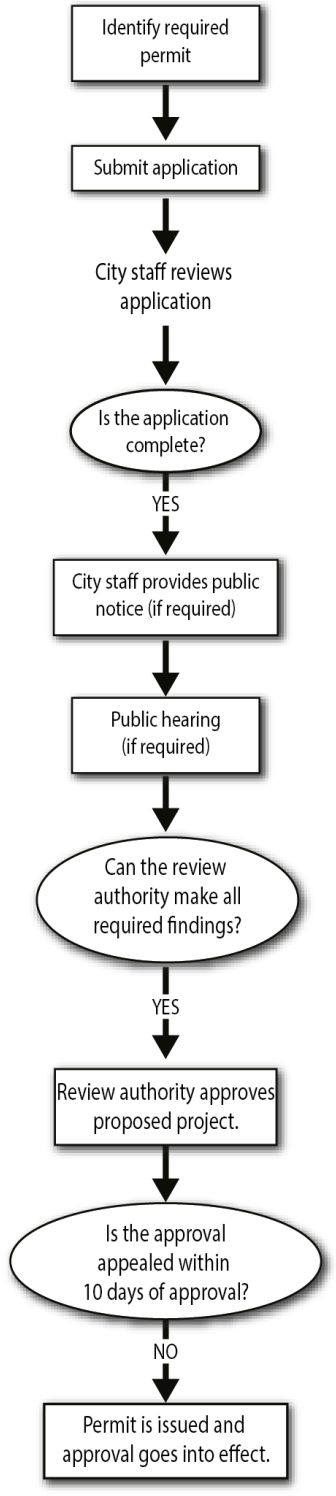 Identify required
permit
Submit application
City staff reviews
application
Is the application
complete?
YES
City staff provides public
notice (if required)
Public hearing
(if required)
Can the review
authority make all
required findings?
YES
Review authority approves
proposed project.
Is the approval
appealed within
10 days of approval?
NO
Permit is issued and
approval goes into effect.